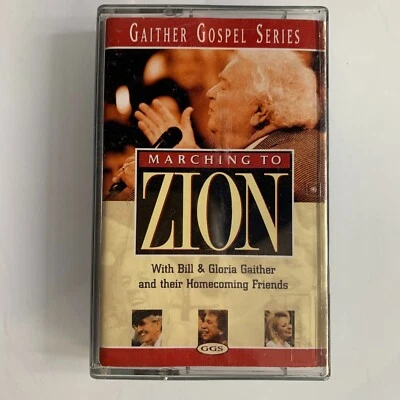 GAITHER GOSPEL SERIES
MARCHING TO
ZION
With Bill & Gloria Gaither
and their Homecoming Friends
GGS